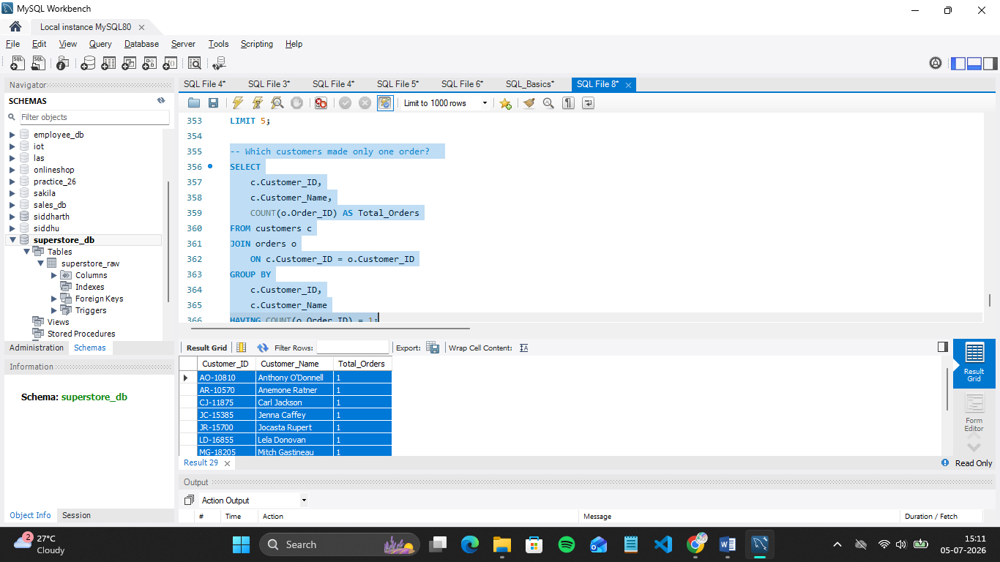 MySQL Workbench
Local instance MySQL80
File Edit View Query Database Server Tools Scripting Help
Navigator
SCHEMAS
Filter objects
employee_db
iot
las
onlineshop
practice_26
sakila
sales_db
siddharth
siddhu
superstore_db
Tables
superstore_raw
Columns
Indexes
Foreign Keys
Triggers
Views
Stored Procedures
Administration Schemas
Information
Schema: superstore_db
Object Info Session
SQL File 4* SQL File 3* SQL File 4* SQL File 5* SQL File 6* SQL_Basics* SQL File 8*
Limit to 1000 rows
353 LIMIT 5;
354
355 -- Which customers made only one order?
356 SELECT
357 c.Customer_ID,
358 c.Customer_Name,
359 COUNT(o.Order_ID) AS Total_Orders
360 FROM customers c
361 JOIN orders o
362 ON c.Customer_ID = o.Customer_ID
363 GROUP BY
364 c.Customer_ID,
365 c.Customer_Name
366 HAVING COUNT(o.Order_ID) = 1;
Result Grid Filter Rows: Export: Wrap Cell Content:
Customer_ID Customer_Name Total_Orders
AO-10810 Anthony O'Donnell 1
AR-10570 Anemone Ratner 1
CJ-11875 Carl Jackson 1
JC-15385 Jenna Caffey 1
JR-15700 Jocasta Rupert 1
LD-16855 Lela Donovan 1
MG-18205 Mitch Gastineau 1
Result Grid
Form Editor
Result 29
Read Only
Output
Action Output
# Time Action Message Duration / Fetch
2
27°C
Cloudy
Search
15:11
05-07-2026